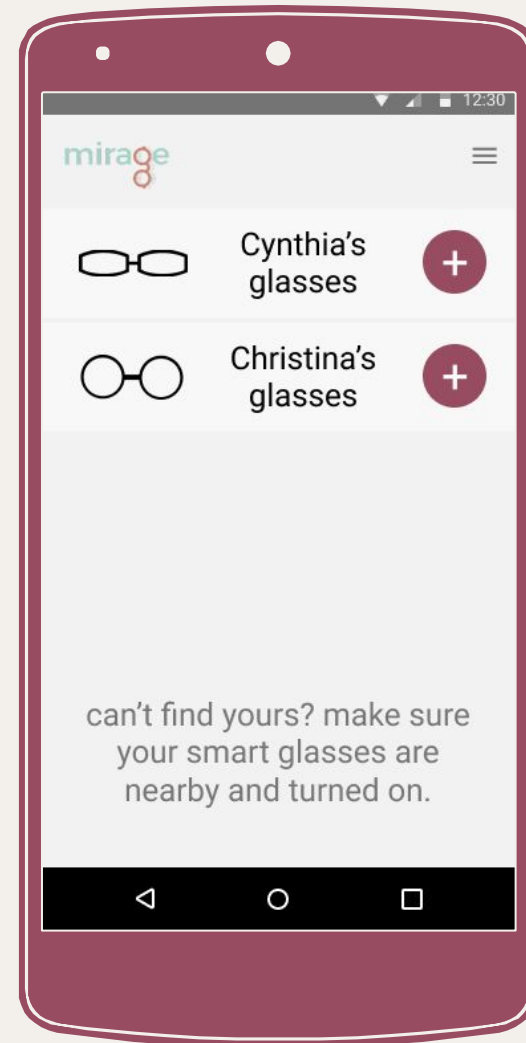 12:30
mirage
Cynthia’s
glasses
+
Christina’s
glasses
+
can’t find yours? make sure
your smart glasses are
nearby and turned on.